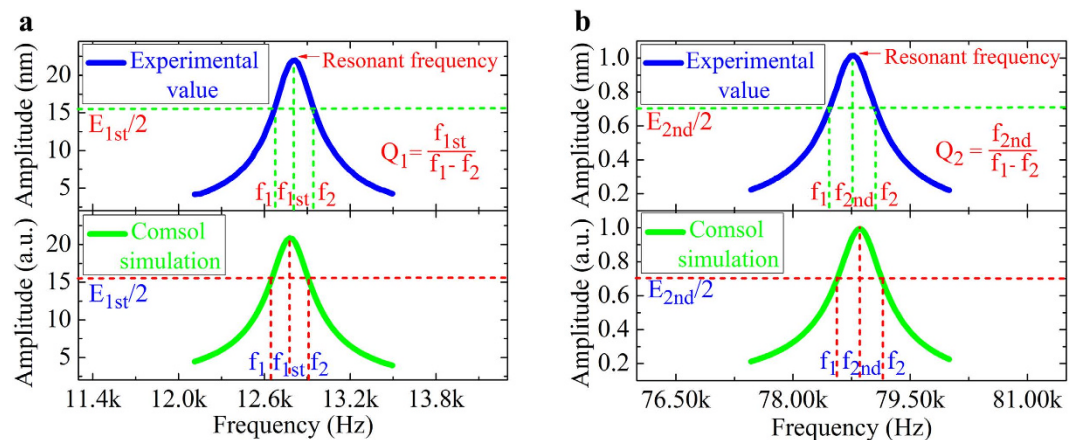 a
Amplitude (nm)
20
15
10
5
Experimental
value
Resonant frequency
E1st/2
Q1= f1st
f1- f2
f1 f1st f2
Amplitude (a.u.)
20
15
10
5
Comsol
simulation
E1st/2
f1 f1st f2
11.4k 12.0k 12.6k 13.2k 13.8k
Frequency (Hz)
b
Amplitude (nm)
1.0
0.8
0.6
0.4
0.2
Experimental
value
Resonant frequency
E2nd/2
Q2 = f2nd
f1- f2
f1 f2nd f2
Amplitude (a.u.)
1.0
0.8
0.6
0.4
0.2
Comsol
simulation
E2nd/2
f1 f2nd f2
76.50k 78.00k 79.50k 81.00k
Frequency (Hz)